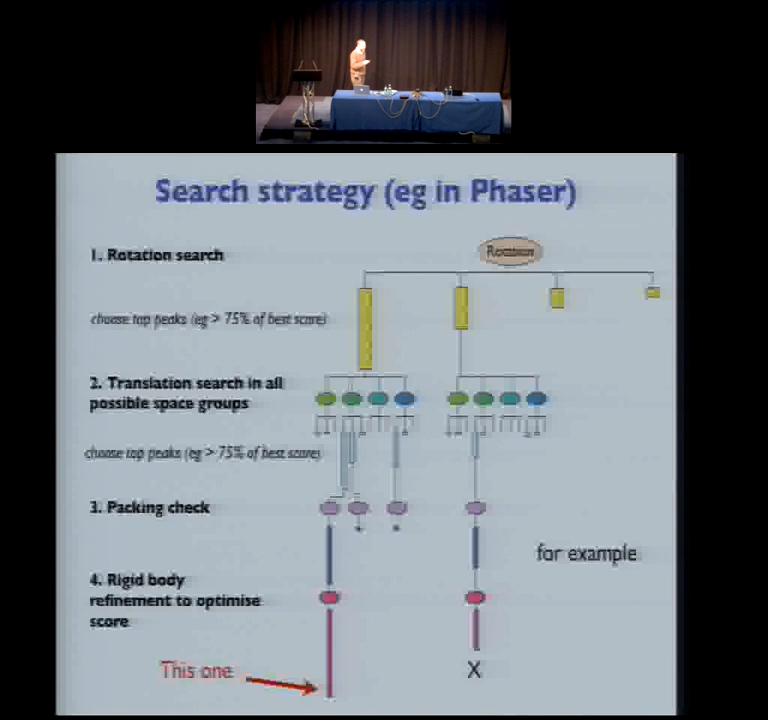 Search strategy (eg in Phaser)
1. Rotation search
Rotation
choose top peaks (eg > 75% of best score)
2. Translation search in all
possible space groups
choose top peaks (eg > 75% of best score)
3. Packing check
for example
4. Rigid body
refinement to optimise
score
This one
X